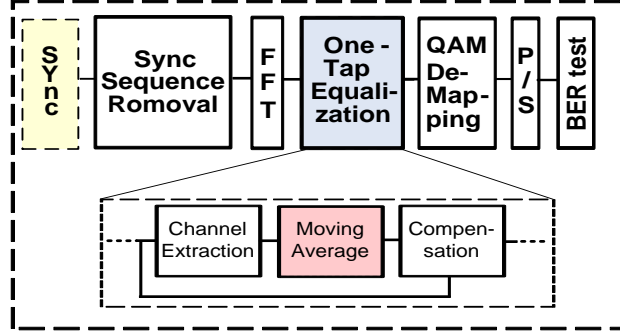 SYnc
Sync
Sequence
Romoval
FFT
One -
Tap
Equali-
zation
QAM
De-
Map-
ping
P/S
BER test
Channel
Extraction
Moving
Average
Compen-
sation